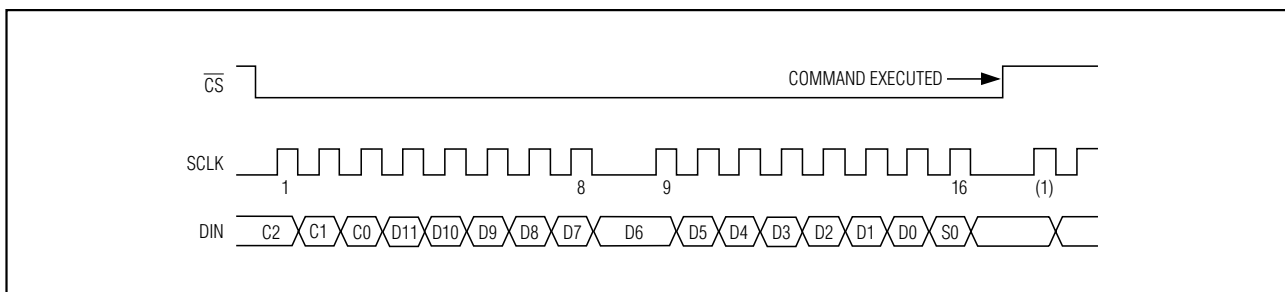 CS COMMAND EXECUTED
SCLK
1 8 9 16 (1)
DIN C2 C1 C0 D11 D10 D9 D8 D7 D6 D5 D4 D3 D2 D1 D0 S0